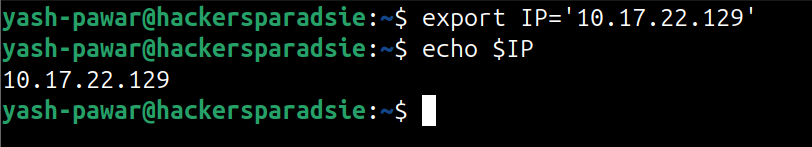 yash-pawar@hackersparadsie:~$ export IP='10.17.22.129'
yash-pawar@hackersparadsie:~$ echo $IP
10.17.22.129
yash-pawar@hackersparadsie:~$